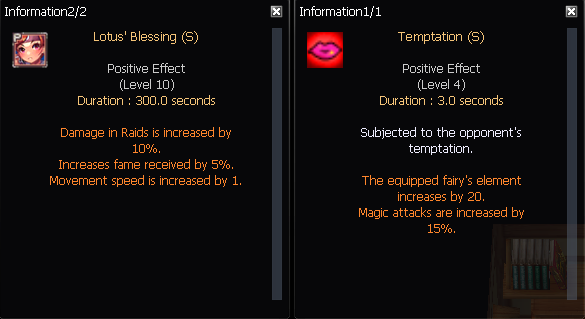 Information2/2
Lotus' Blessing (S)
Positive Effect
(Level 10)
Duration : 300.0 seconds
Damage in Raids is increased by
10%.
Increases fame received by 5%.
Movement speed is increased by 1.
Information1/1
Temptation (S)
Positive Effect
(Level 4)
Duration : 3.0 seconds
Subjected to the opponent's
temptation.
The equipped fairy's element
increases by 20.
Magic attacks are increased by
15%.